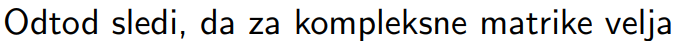 Odtod sledi, da za kompleksne matrike velja